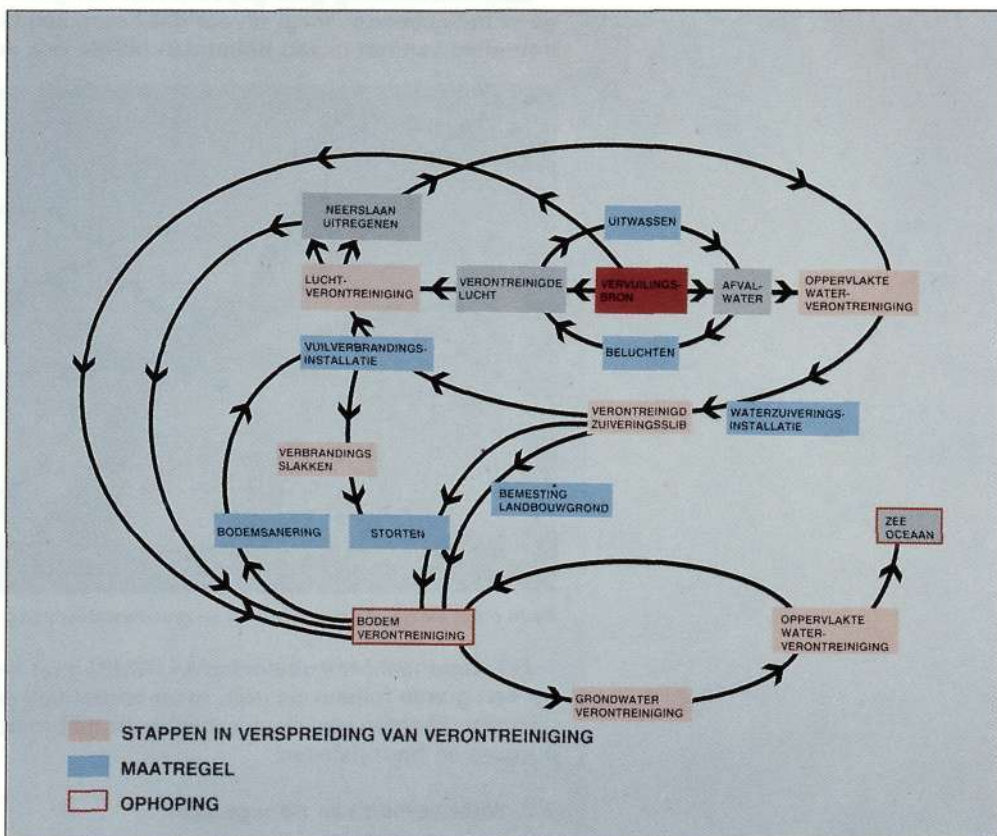 NEERSLAAN
UITREGENEN
UITWASSEN
LUCHT-
VERONTREINIGING
VERONTREINIGDE
LUCHT
VERVUILINGS-
BRON
AFVAL-
WATER
OPPERVLAKTE
WATER-
VERONTREINIGING
VUILVERBRANDINGS-
INSTALLATIE
BELUCHTEN
VERONTREINIGD
ZUIVERINGSSLIB
WATERZUIVERINGS-
INSTALLATIE
VERBRANDINGS
SLAKKEN
BEMESTING
LANDBOUWGROND
BODEMSANERING
STORTEN
ZEE
OCEAAN
BODEM
VERONTREINIGING
OPPERVLAKTE
WATER-
VERONTREINIGING
GRONDWATER
VERONTREINIGING
STAPPEN IN VERSPREIDING VAN VERONTREINIGING
MAATREGEL
OPHOPING